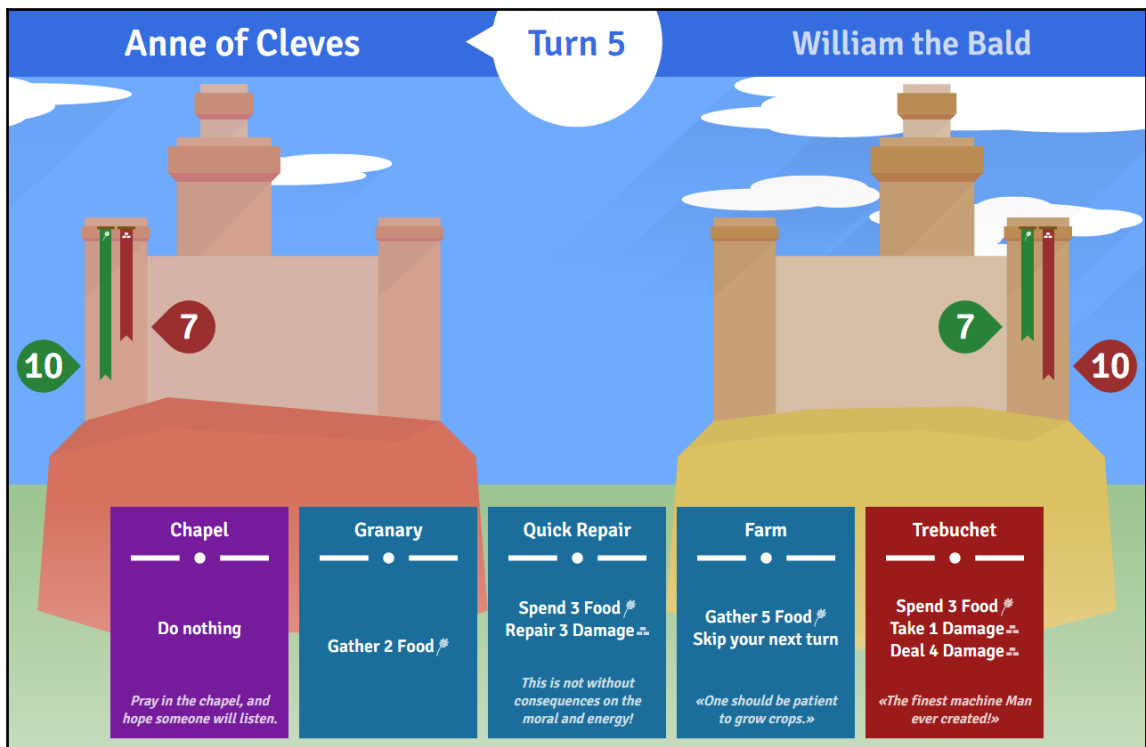 Anne of Cleves
Turn 5
William the Bald
7
10
7
10
Chapel
Do nothing
Pray in the chapel, and
hope someone will listen.
Granary
Gather 2 Food
Quick Repair
Spend 3 Food
Repair 3 Damage
This is not without
consequences on the
moral and energy!
Farm
Gather 5 Food
Skip your next turn
«One should be patient
to grow crops.»
Trebuchet
Spend 3 Food
Take 1 Damage
Deal 4 Damage
«The finest machine Man
ever created!»